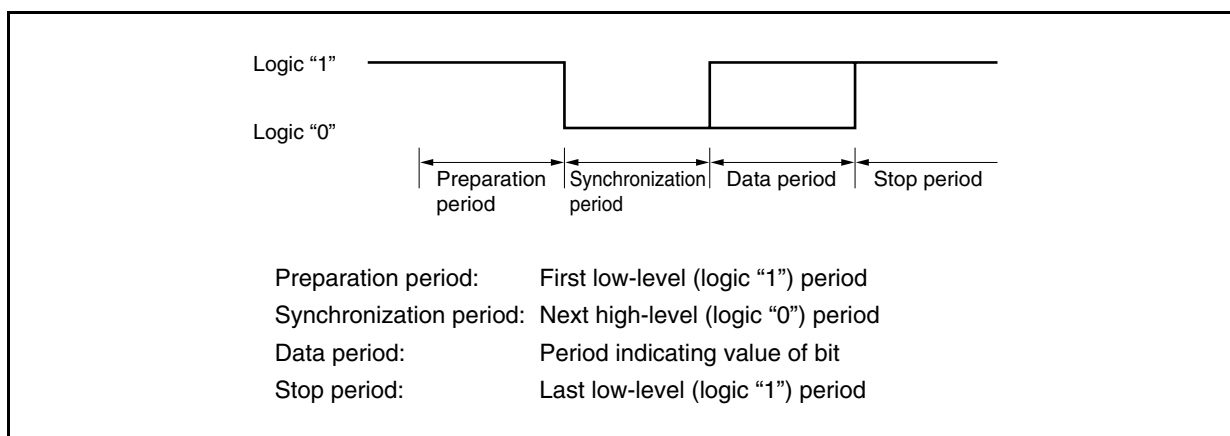 Logic “1”
Logic “0”
Preparation period
Synchronization period
Data period
Stop period
Preparation period: First low-level (logic “1”) period
Synchronization period: Next high-level (logic “0”) period
Data period: Period indicating value of bit
Stop period: Last low-level (logic “1”) period